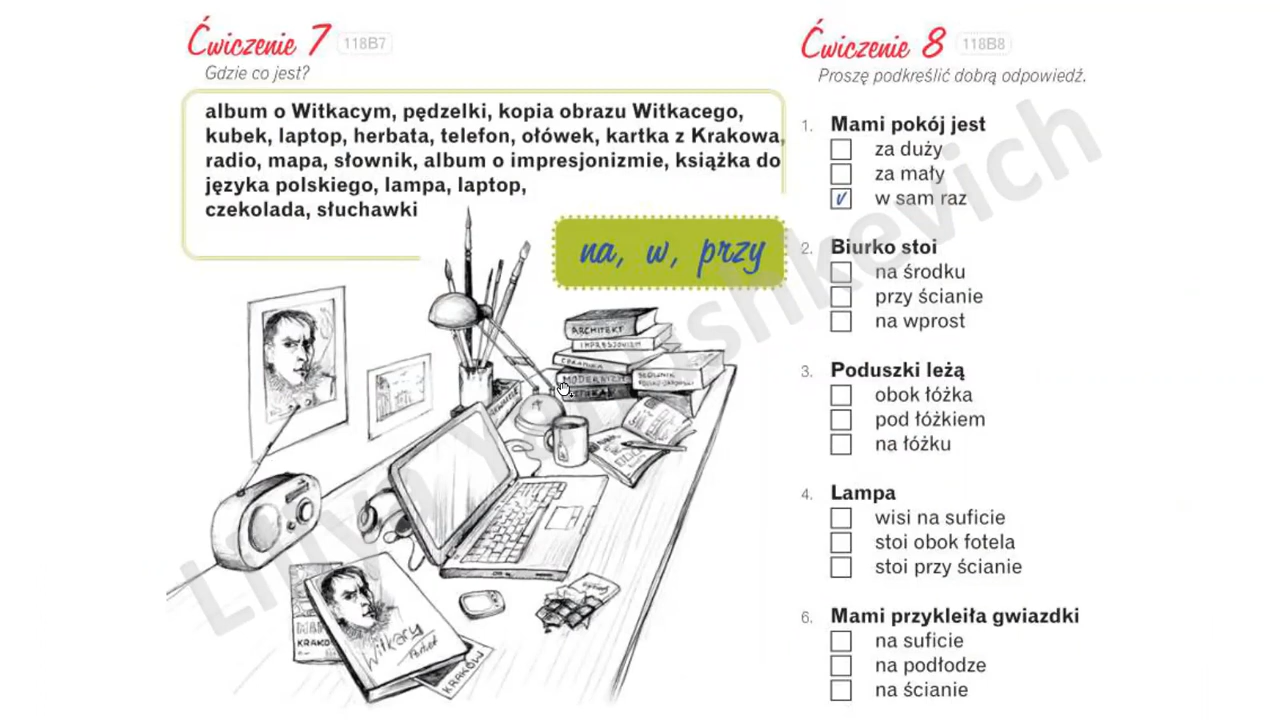 Ćwiczenie 7 118B7
Gdzie co jest?
album o Witkacym, pędzelki, kopia obrazu Witkacego,
kubek, laptop, herbata, telefon, ołówek, kartka z Krakowa,
radio, mapa, słownik, album o impresjonizmie, książka do
języka polskiego, lampa, laptop,
czekolada, słuchawki
na, w, przy
ARCHITEKT
IMPRESJONIZM
CERAMIKA
MODERNIZM
SŁOWNIK
KRAKO
Witkacy
Portret
KRAKÓW
Ćwiczenie 8 118B8
Proszę podkreślić dobrą odpowiedź.
1. Mami pokój jest
za duży
za mały
w sam raz
2. Biurko stoi
na środku
przy ścianie
na wprost
3. Poduszki leżą
obok łóżka
pod łóżkiem
na łóżku
4. Lampa
wisi na suficie
stoi obok fotela
stoi przy ścianie
6. Mami przykleiła gwiazdki
na suficie
na podłodze
na ścianie